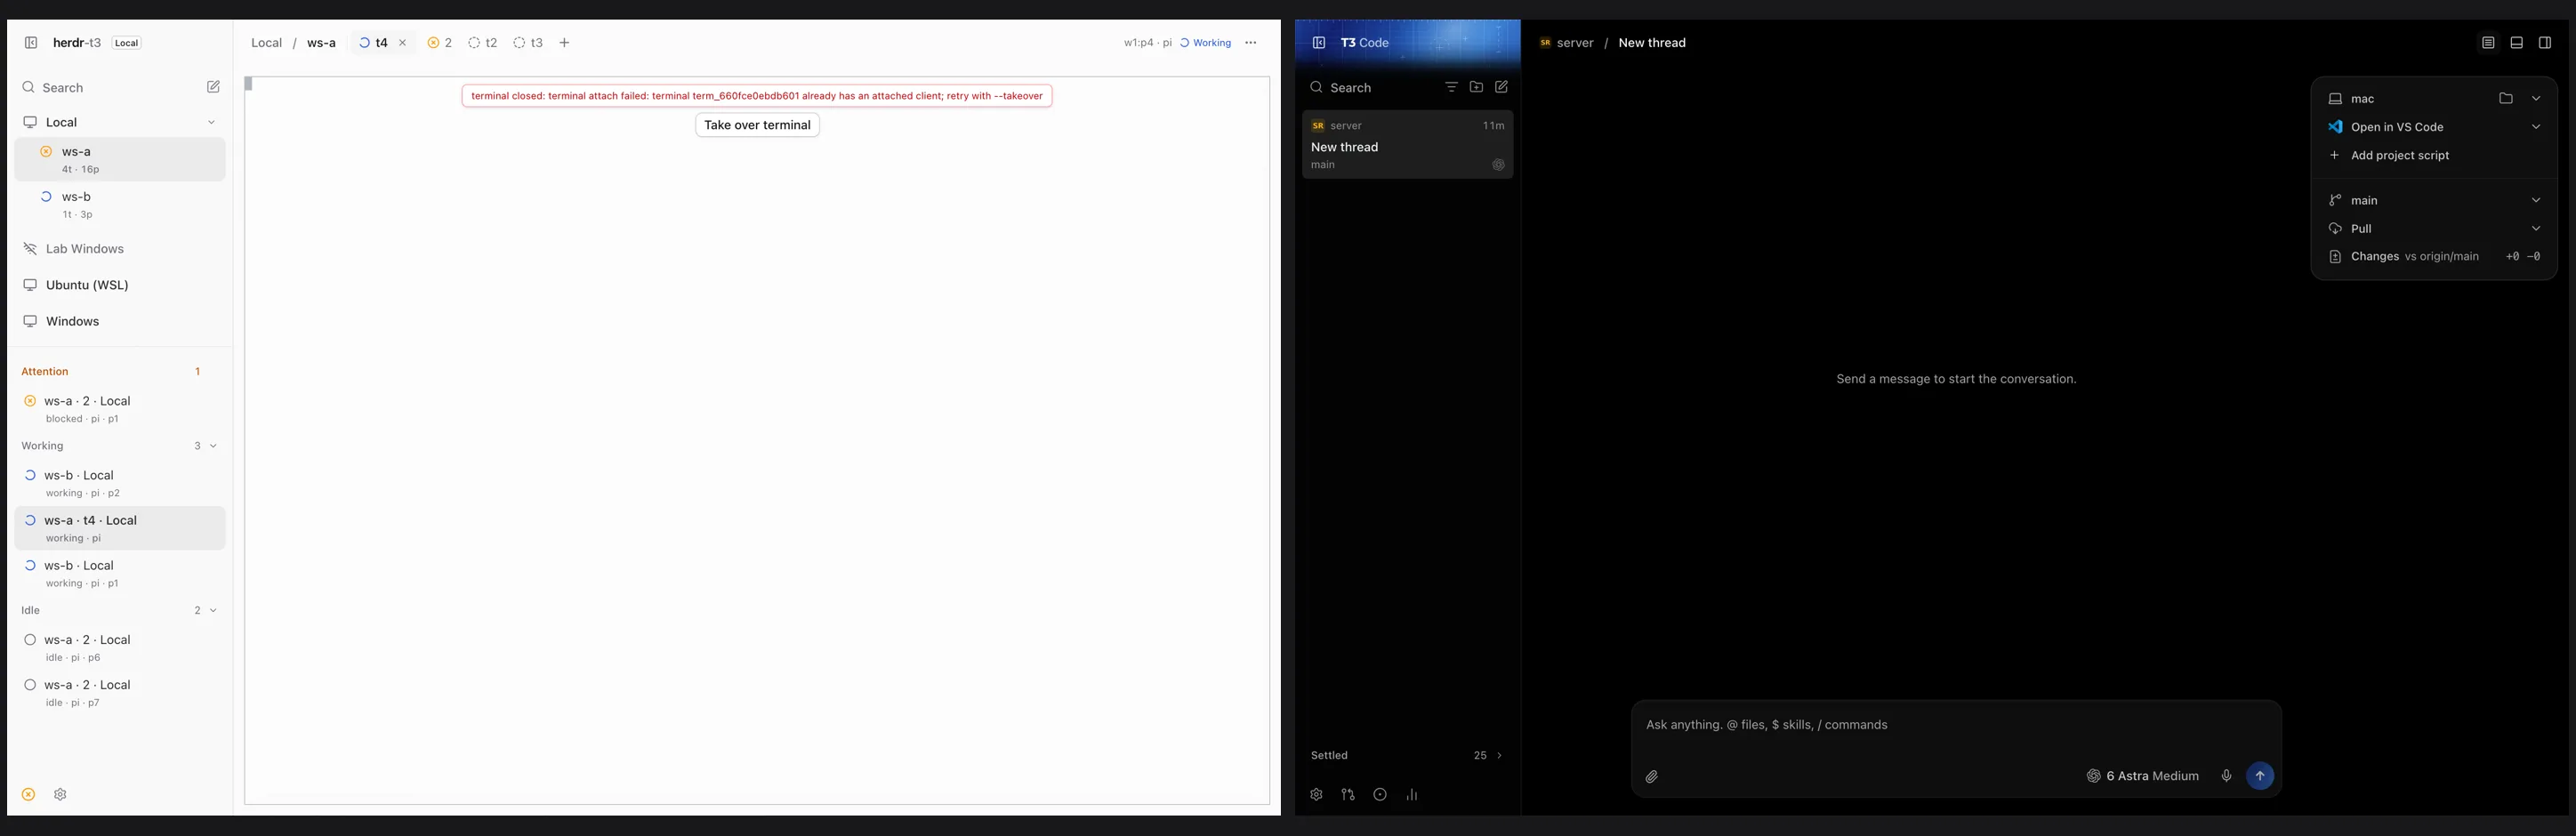 herdr-t3 Local
Search
Local
ws-a
4t · 16p
ws-b
1t · 3p
Lab Windows
Ubuntu (WSL)
Windows
Attention 1
ws-a · 2 · Local
blocked · pi · p1
Working 3
ws-b · Local
working · pi · p2
ws-a · t4 · Local
working · pi
ws-b · Local
working · pi · p1
Idle 2
ws-a · 2 · Local
idle · pi · p6
ws-a · 2 · Local
idle · pi · p7
Local / ws-a t4 × 2 t2 t3 +
w1:p4 · pi Working ···
terminal closed: terminal attach failed: terminal term_660fce0ebdb601 already has an attached client; retry with --takeover
Take over terminal
T3 Code
Search
SR server 11m
New thread
main
Settled 25
SR server / New thread
mac
Open in VS Code
+ Add project script
main
Pull
Changes vs origin/main +0 −0
Send a message to start the conversation.
Ask anything. @ files, $ skills, / commands
6 Astra Medium